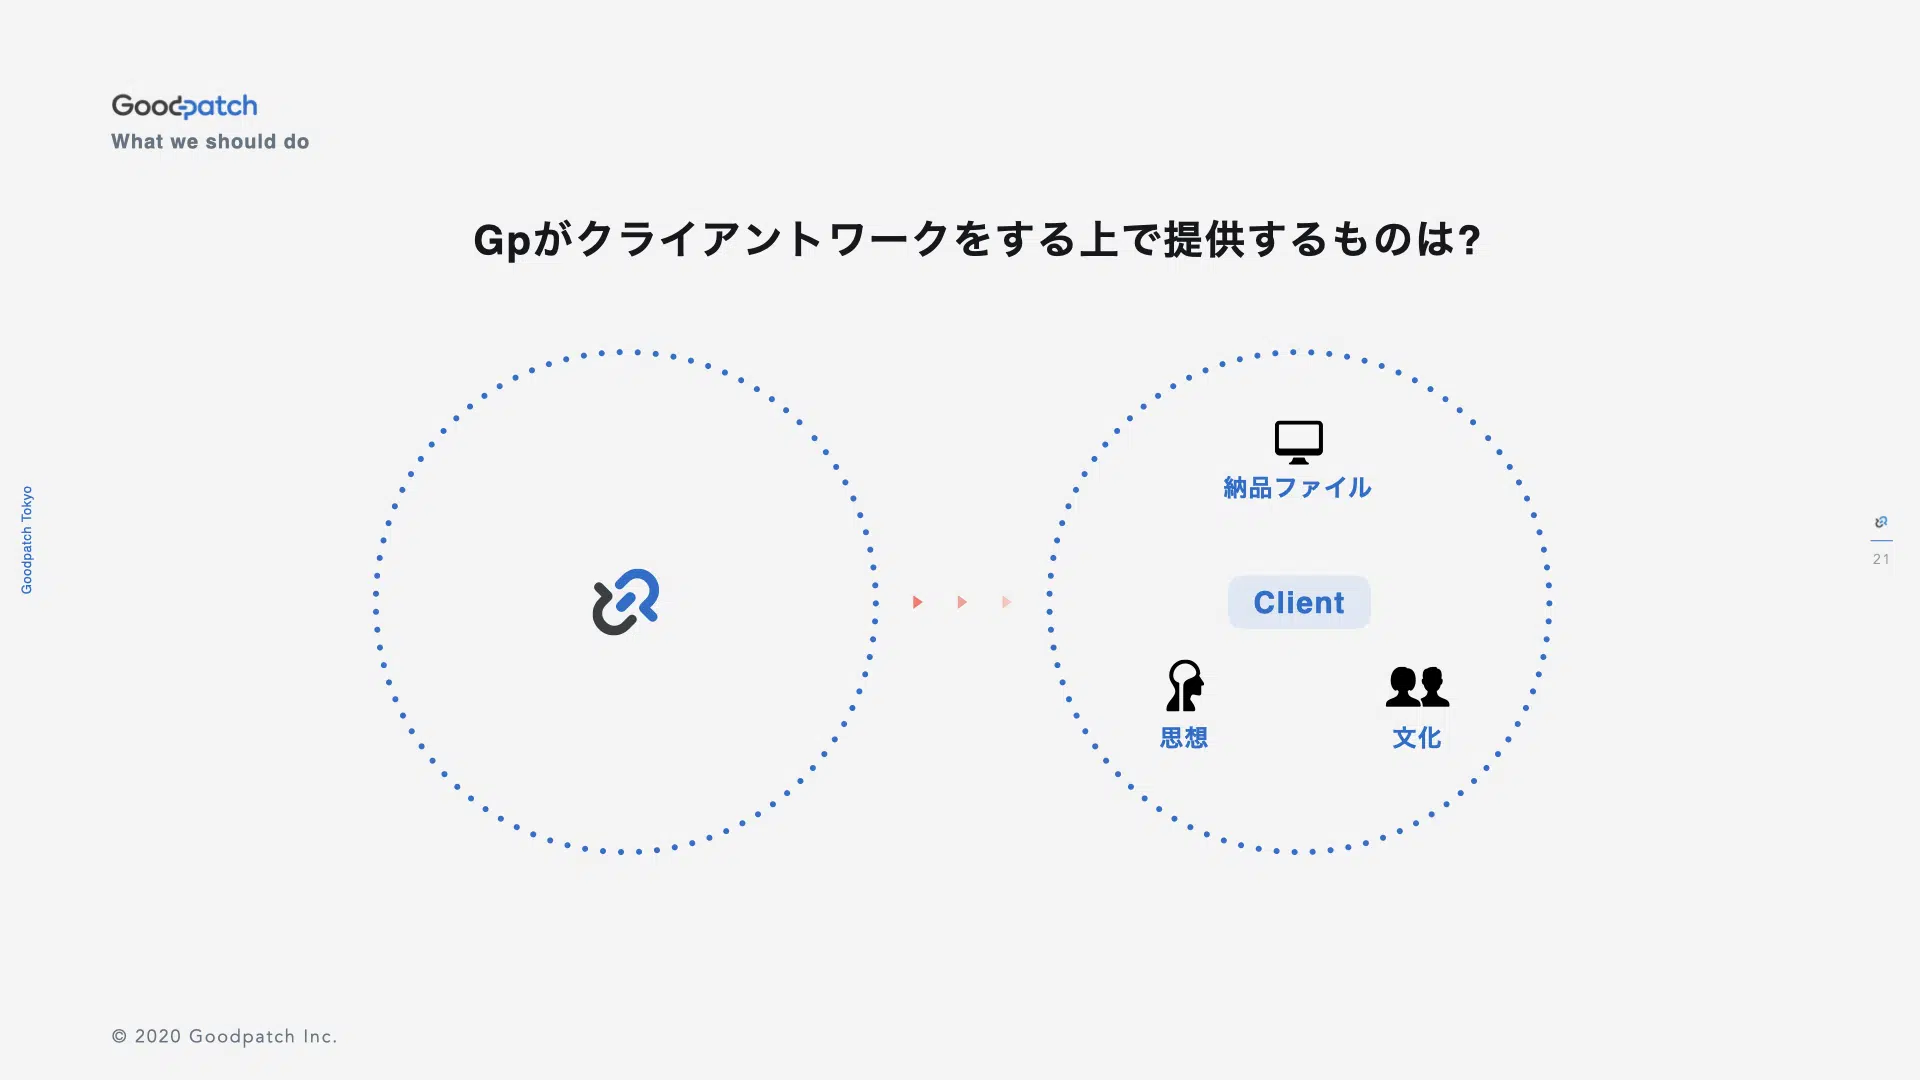 Goodpatch
What we should do
Gpがクライアントワークをする上で提供するものは?
納品ファイル
Client
思想
文化
Goodpatch Tokyo
21
© 2020 Goodpatch Inc.